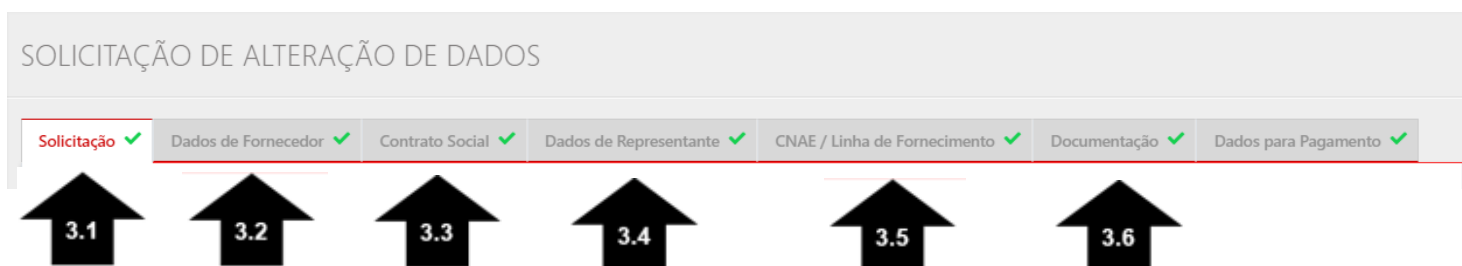 SOLICITAÇÃO DE ALTERAÇÃO DE DADOS
Solicitação Dados de Fornecedor Contrato Social Dados de Representante CNAE / Linha de Fornecimento Documentação Dados para Pagamento
3.1 3.2 3.3 3.4 3.5 3.6